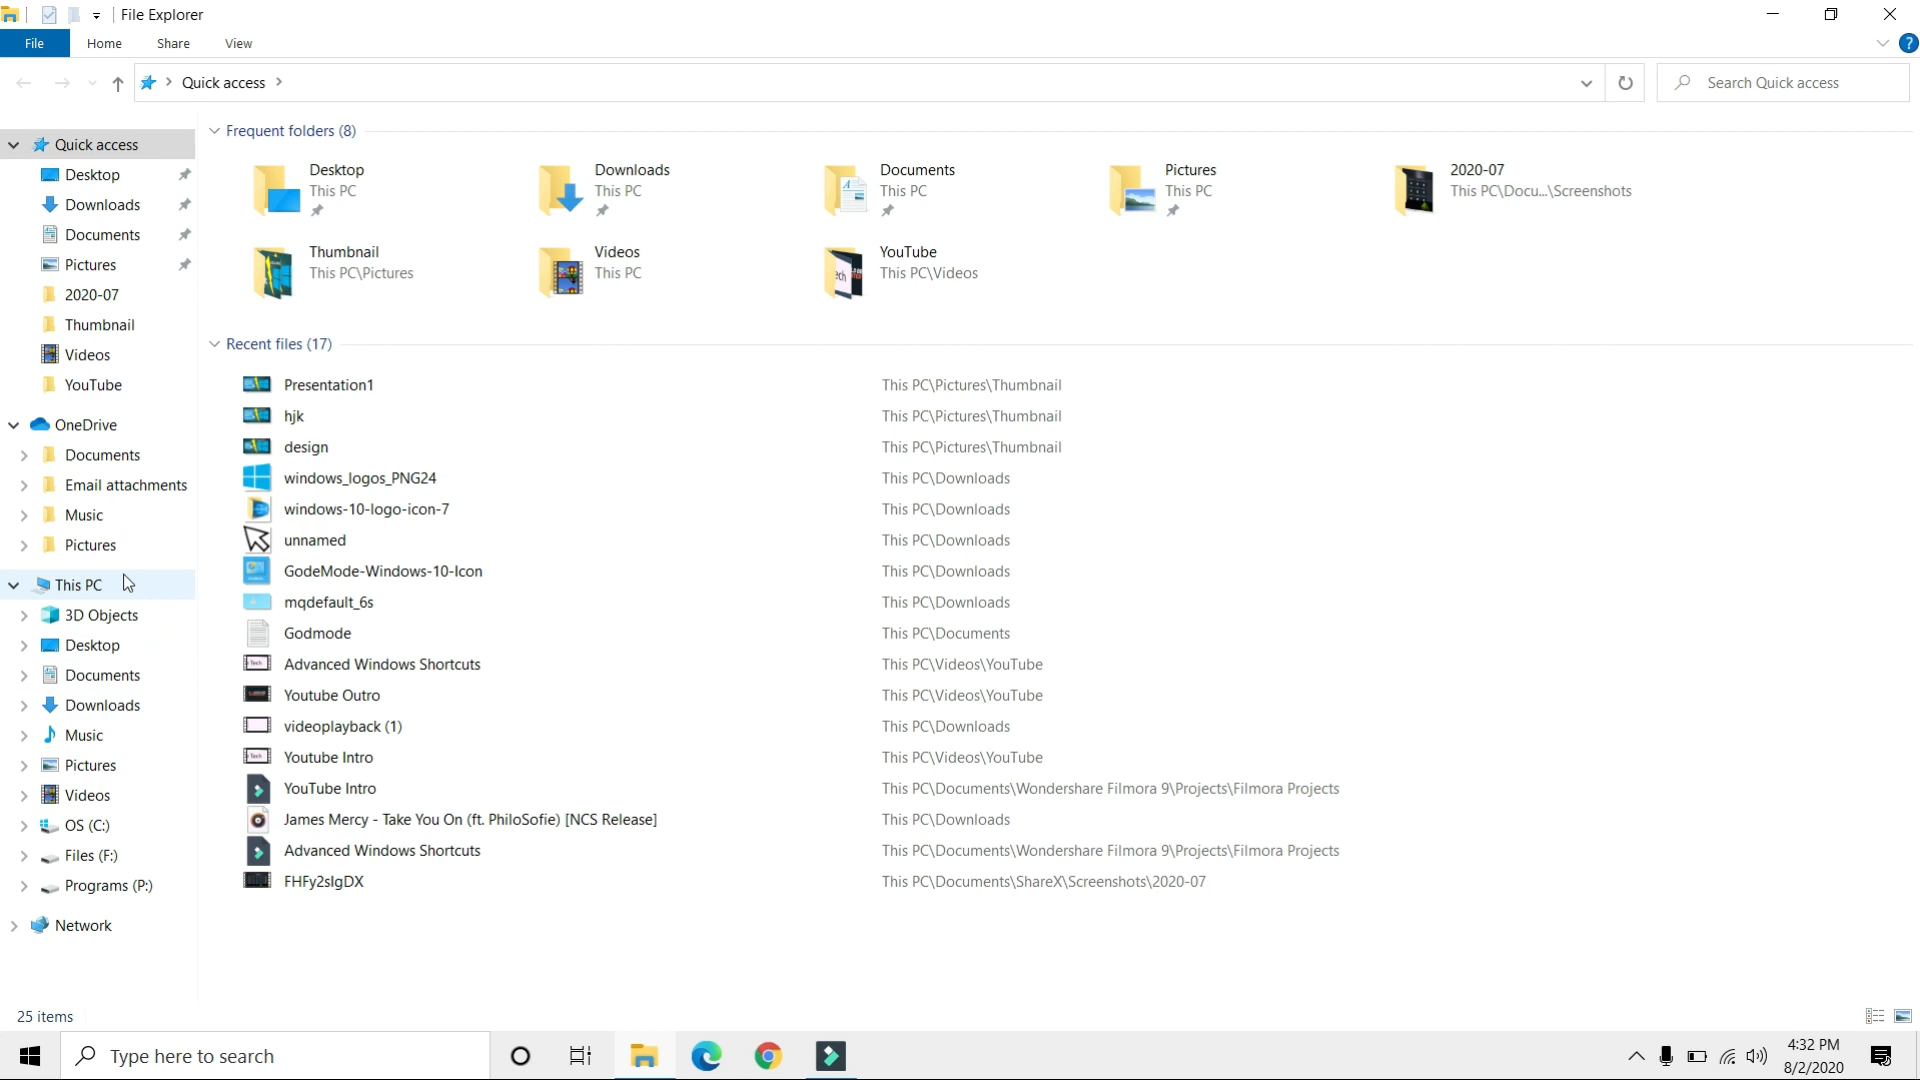 File Explorer
File Home Share View
Quick access
Search Quick access
Quick access
Desktop
Downloads
Documents
Pictures
2020-07
Thumbnail
Videos
YouTube
OneDrive
Documents
Email attachments
Music
Pictures
This PC
3D Objects
Desktop
Documents
Downloads
Music
Pictures
Videos
OS (C:)
Files (F:)
Programs (P:)
Network
Frequent folders (8)
Desktop
This PC
Downloads
This PC
Documents
This PC
Pictures
This PC
2020-07
This PC\Docu...\Screenshots
Thumbnail
This PC\Pictures
Videos
This PC
YouTube
This PC\Videos
Recent files (17)
Presentation1 This PC\Pictures\Thumbnail
hjk This PC\Pictures\Thumbnail
design This PC\Pictures\Thumbnail
windows_logos_PNG24 This PC\Downloads
windows-10-logo-icon-7 This PC\Downloads
unnamed This PC\Downloads
GodeMode-Windows-10-Icon This PC\Downloads
mqdefault_6s This PC\Downloads
Godmode This PC\Documents
Advanced Windows Shortcuts This PC\Videos\YouTube
Youtube Outro This PC\Videos\YouTube
videoplayback (1) This PC\Downloads
Youtube Intro This PC\Videos\YouTube
YouTube Intro This PC\Documents\Wondershare Filmora 9\Projects\Filmora Projects
James Mercy - Take You On (ft. PhiloSofie) [NCS Release] This PC\Downloads
Advanced Windows Shortcuts This PC\Documents\Wondershare Filmora 9\Projects\Filmora Projects
FHFy2slgDX This PC\Documents\ShareX\Screenshots\2020-07
25 items
Type here to search
4:32 PM
8/2/2020